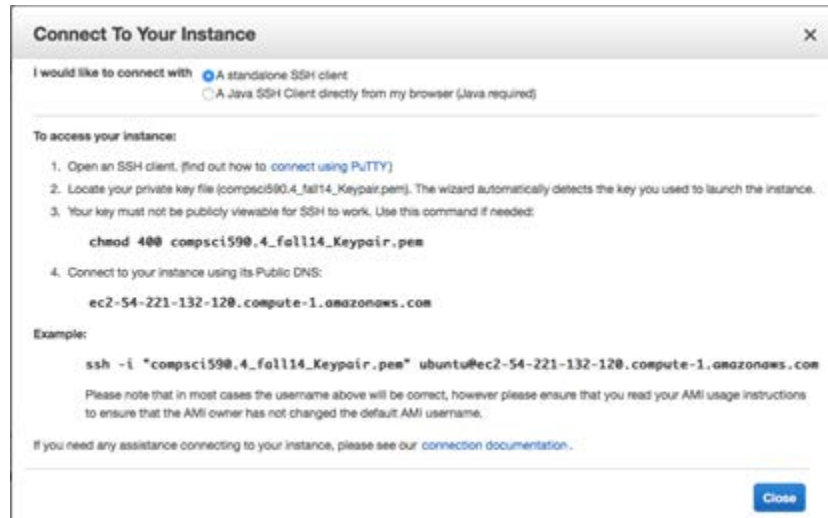 Connect To Your Instance
I would like to connect with A standalone SSH client
A Java SSH Client directly from my browser (Java required)
To access your instance:
1. Open an SSH client. (find out how to connect using PuTTY)
2. Locate your private key file (compsci590.4_fall14_Keypair.pem). The wizard automatically detects the key you used to launch the instance.
3. Your key must not be publicly viewable for SSH to work. Use this command if needed:
chmod 400 compsci590.4_fall14_Keypair.pem
4. Connect to your instance using its Public DNS:
ec2-54-221-132-120.compute-1.amazonaws.com
Example:
ssh -i "compsci590.4_fall14_Keypair.pem" ubuntu@ec2-54-221-132-120.compute-1.amazonaws.com
Please note that in most cases the username above will be correct, however please ensure that you read your AMI usage instructions
to ensure that the AMI owner has not changed the default AMI username.
If you need any assistance connecting to your instance, please see our connection documentation.
Close